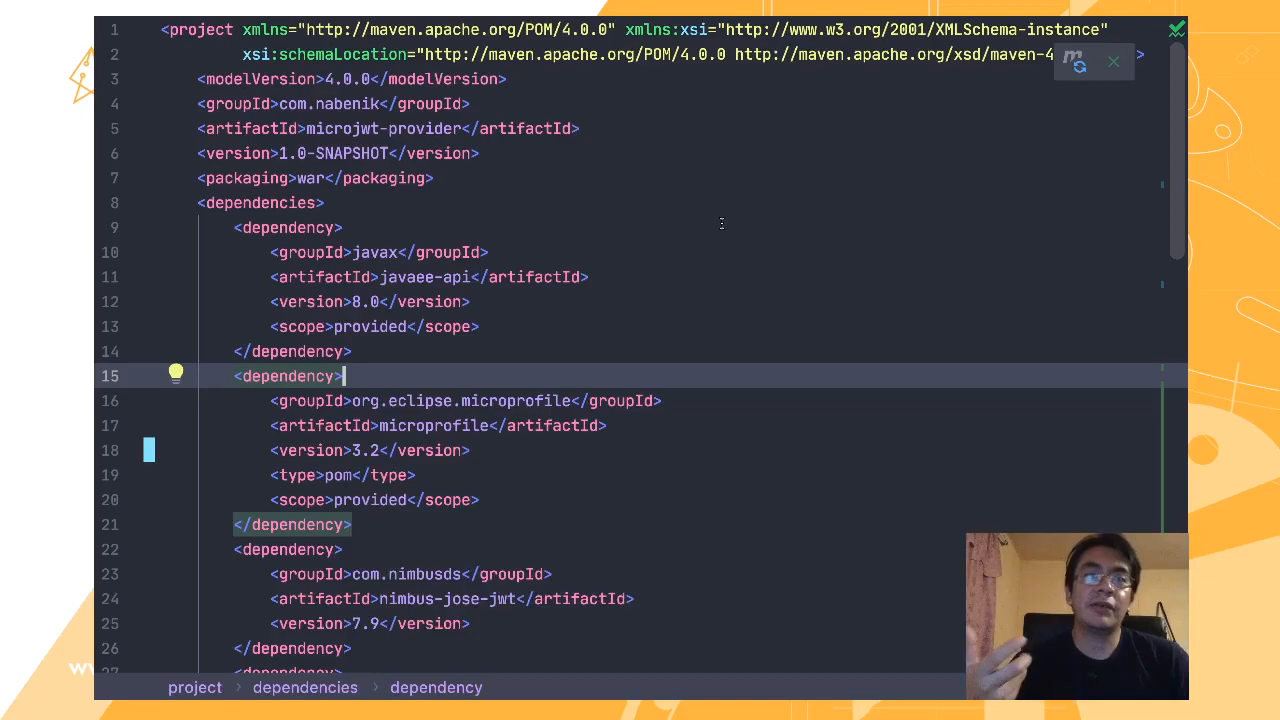 1 <project xmlns="http://maven.apache.org/POM/4.0.0" xmlns:xsi="http://www.w3.org/2001/XMLSchema-instance"
2 xsi:schemaLocation="http://maven.apache.org/POM/4.0.0 http://maven.apache.org/xsd/maven-4 >
3 <modelVersion>4.0.0</modelVersion>
4 <groupId>com.nabenik</groupId>
5 <artifactId>microjwt-provider</artifactId>
6 <version>1.0-SNAPSHOT</version>
7 <packaging>war</packaging>
8 <dependencies>
9 <dependency>
10 <groupId>javax</groupId>
11 <artifactId>javaee-api</artifactId>
12 <version>8.0</version>
13 <scope>provided</scope>
14 </dependency>
15 <dependency>
16 <groupId>org.eclipse.microprofile</groupId>
17 <artifactId>microprofile</artifactId>
18 <version>3.2</version>
19 <type>pom</type>
20 <scope>provided</scope>
21 </dependency>
22 <dependency>
23 <groupId>com.nimbusds</groupId>
24 <artifactId>nimbus-jose-jwt</artifactId>
25 <version>7.9</version>
26 </dependency>
27 <dependency>
project > dependencies > dependency